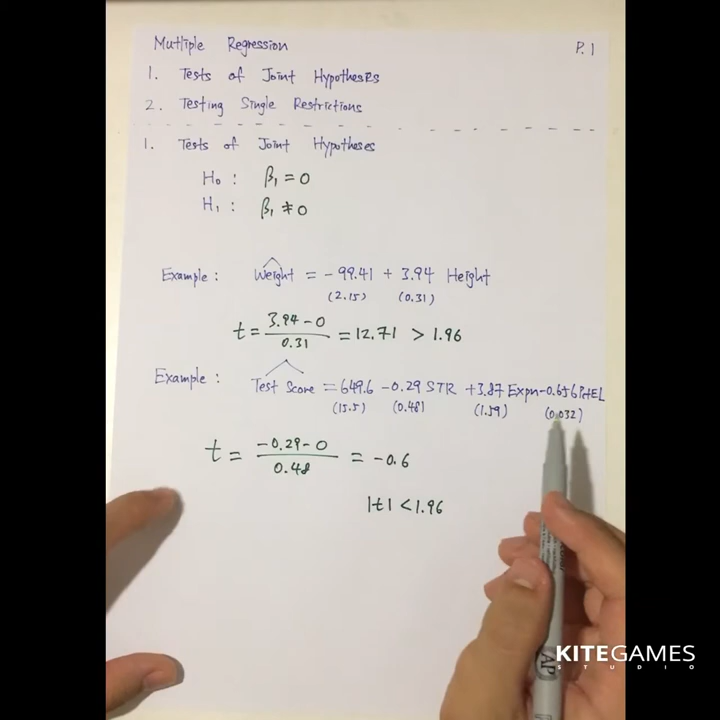 Multiple Regression P.1
1. Tests of Joint Hypotheses
2. Testing Single Restrictions
1. Tests of Joint Hypotheses
H₀ : β₁ = 0
H₁ : β₁ ≠ 0
Example : Weight = - 99.41 + 3.94 Height
(2.15) (0.31)
t = 3.94 - 0 / 0.31 = 12.71 > 1.96
Example : Test Score = 649.6 - 0.29 STR + 3.87 Expn - 0.656 PctEL
(15.5) (0.48) (1.59) (0.032)
t = -0.29 - 0 / 0.48 = -0.6
|t| < 1.96
KITEGAMES
STUDIO